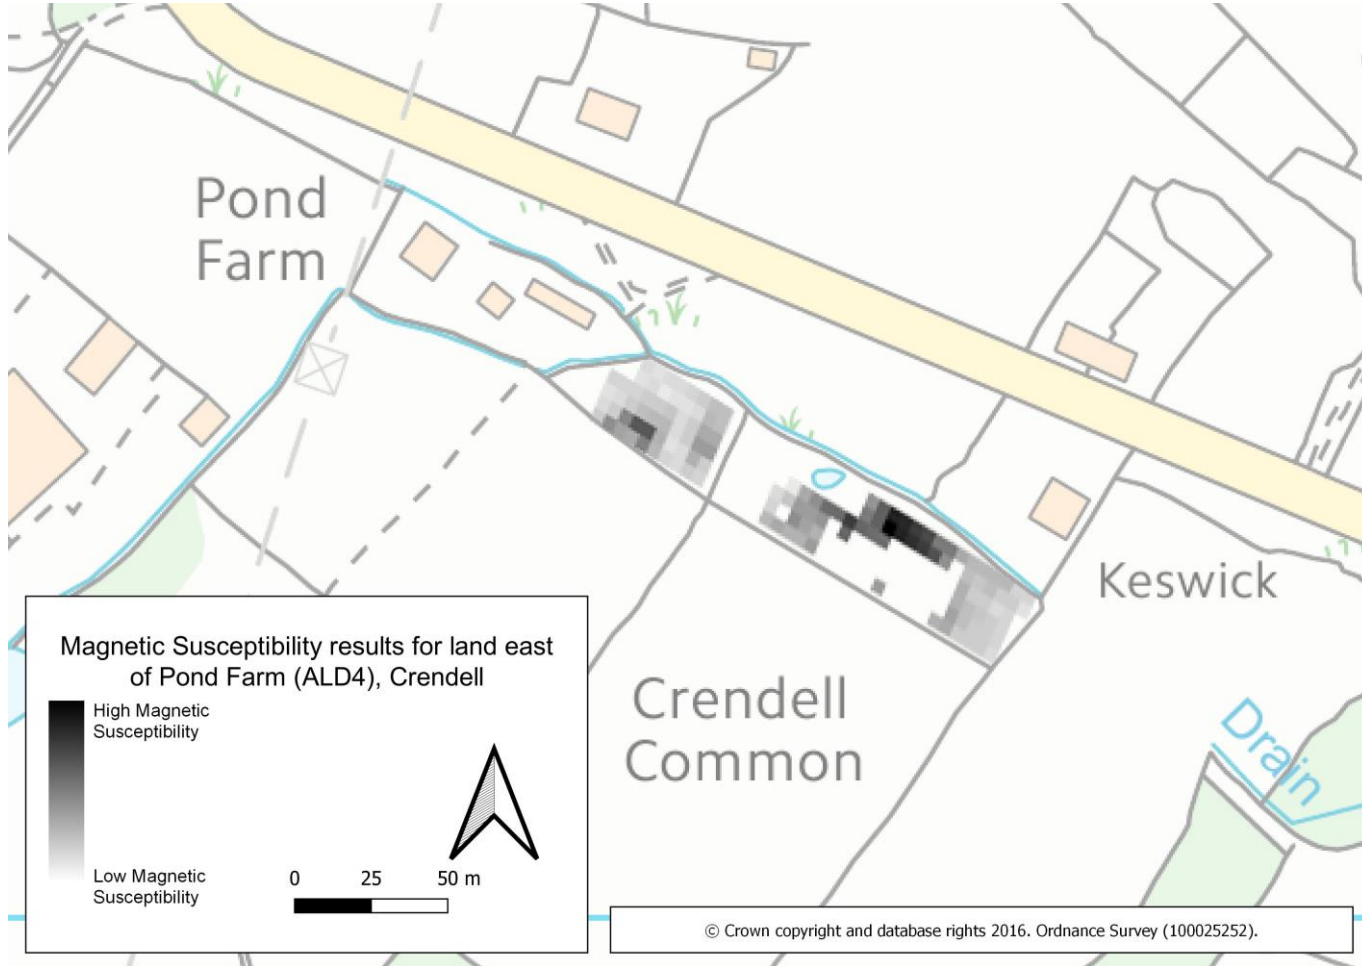 Pond
Farm
Keswick
Crendell
Common
Drain
Magnetic Susceptibility results for land east
of Pond Farm (ALD4), Crendell
High Magnetic
Susceptibility
Low Magnetic
Susceptibility
0 25 50 m
© Crown copyright and database rights 2016. Ordnance Survey (100025252).